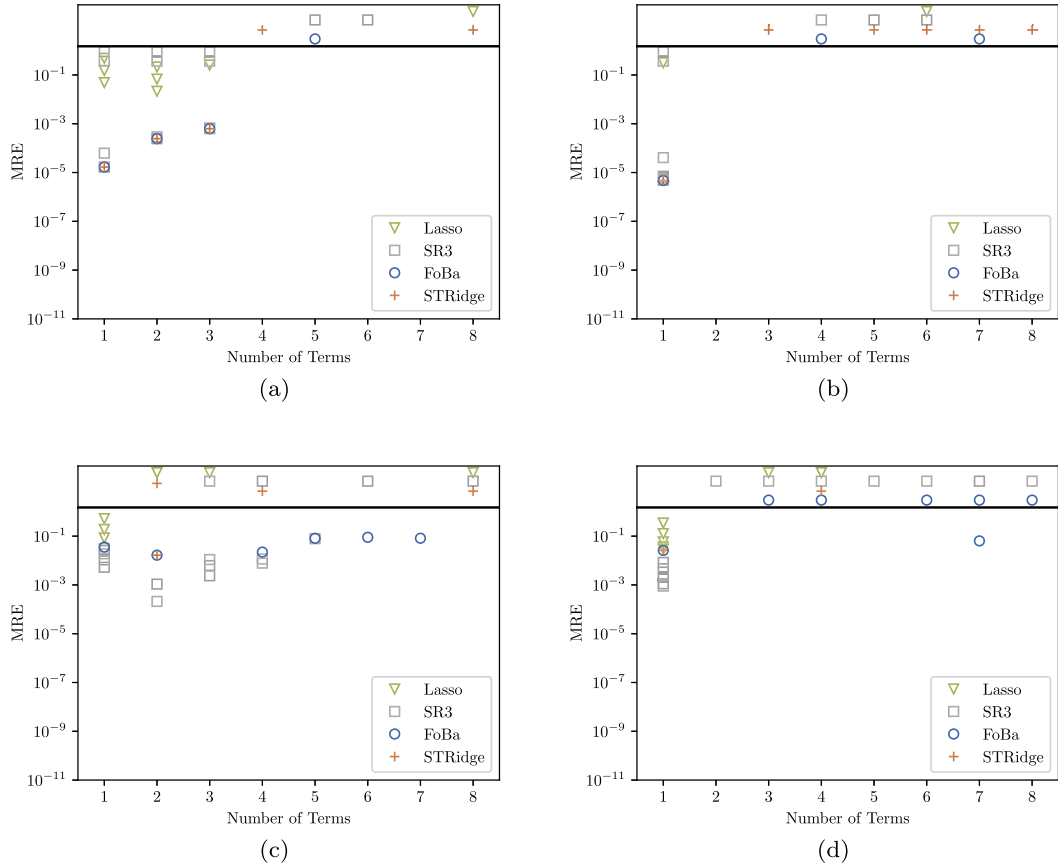 MRE
10⁻¹
10⁻³
10⁻⁵
10⁻⁷
10⁻⁹
10⁻¹¹
Lasso
SR3
FoBa
STRidge
1 2 3 4 5 6 7 8
Number of Terms
(a)
MRE
10⁻¹
10⁻³
10⁻⁵
10⁻⁷
10⁻⁹
10⁻¹¹
Lasso
SR3
FoBa
STRidge
1 2 3 4 5 6 7 8
Number of Terms
(b)
MRE
10⁻¹
10⁻³
10⁻⁵
10⁻⁷
10⁻⁹
10⁻¹¹
Lasso
SR3
FoBa
STRidge
1 2 3 4 5 6 7 8
Number of Terms
(c)
MRE
10⁻¹
10⁻³
10⁻⁵
10⁻⁷
10⁻⁹
10⁻¹¹
Lasso
SR3
FoBa
STRidge
1 2 3 4 5 6 7 8
Number of Terms
(d)